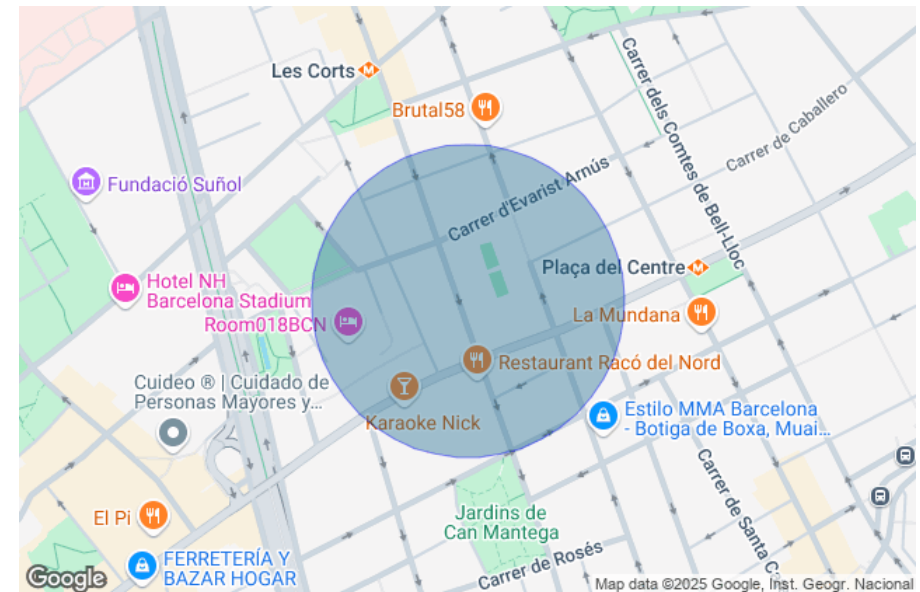 Les Corts
Brutal58
Carrer dels Comtes de Bell-Lloc
Carrer de Caballero
Fundació Suñol
Carrer d'Evarist Arnús
Plaça del Centre
Hotel NH
Barcelona Stadium
Room018BCN
La Mundana
Restaurant Racó del Nord
Cuideo ® | Cuidado de
Personas Mayores y...
Karaoke Nick
Estilo MMA Barcelona
- Botiga de Boxa, Muai...
Carrer de Santa C
El Pi
Jardins de
Can Mantega
FERRETERÍA Y
BAZAR HOGAR
Carrer de Rosés
Google
Map data ©2025 Google, Inst. Geogr. Nacional